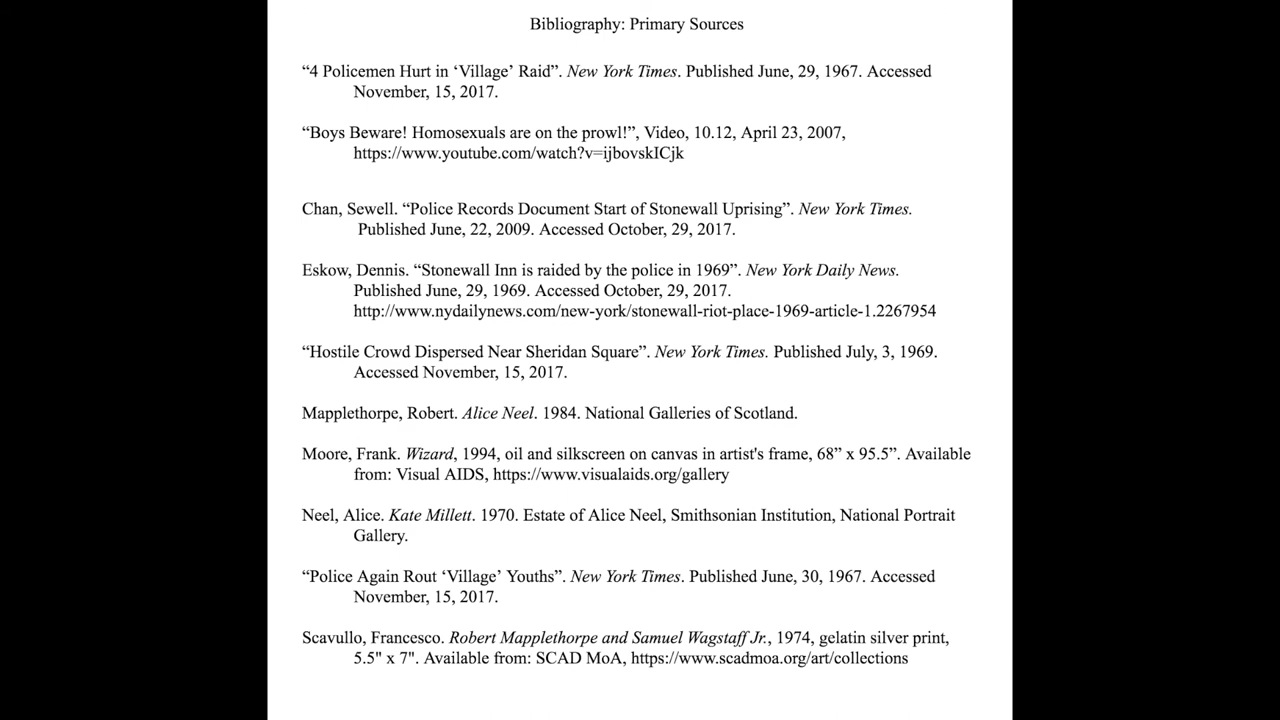 Bibliography: Primary Sources
“4 Policemen Hurt in ‘Village’ Raid”. New York Times. Published June, 29, 1967. Accessed
November, 15, 2017.
“Boys Beware! Homosexuals are on the prowl!”, Video, 10.12, April 23, 2007,
https://www.youtube.com/watch?v=ijbovskICjk
Chan, Sewell. “Police Records Document Start of Stonewall Uprising”. New York Times.
Published June, 22, 2009. Accessed October, 29, 2017.
Eskow, Dennis. “Stonewall Inn is raided by the police in 1969”. New York Daily News.
Published June, 29, 1969. Accessed October, 29, 2017.
http://www.nydailynews.com/new-york/stonewall-riot-place-1969-article-1.2267954
“Hostile Crowd Dispersed Near Sheridan Square”. New York Times. Published July, 3, 1969.
Accessed November, 15, 2017.
Mapplethorpe, Robert. Alice Neel. 1984. National Galleries of Scotland.
Moore, Frank. Wizard, 1994, oil and silkscreen on canvas in artist's frame, 68” x 95.5”. Available
from: Visual AIDS, https://www.visualaids.org/gallery
Neel, Alice. Kate Millett. 1970. Estate of Alice Neel, Smithsonian Institution, National Portrait
Gallery.
“Police Again Rout ‘Village’ Youths”. New York Times. Published June, 30, 1967. Accessed
November, 15, 2017.
Scavullo, Francesco. Robert Mapplethorpe and Samuel Wagstaff Jr., 1974, gelatin silver print,
5.5" x 7". Available from: SCAD MoA, https://www.scadmoa.org/art/collections